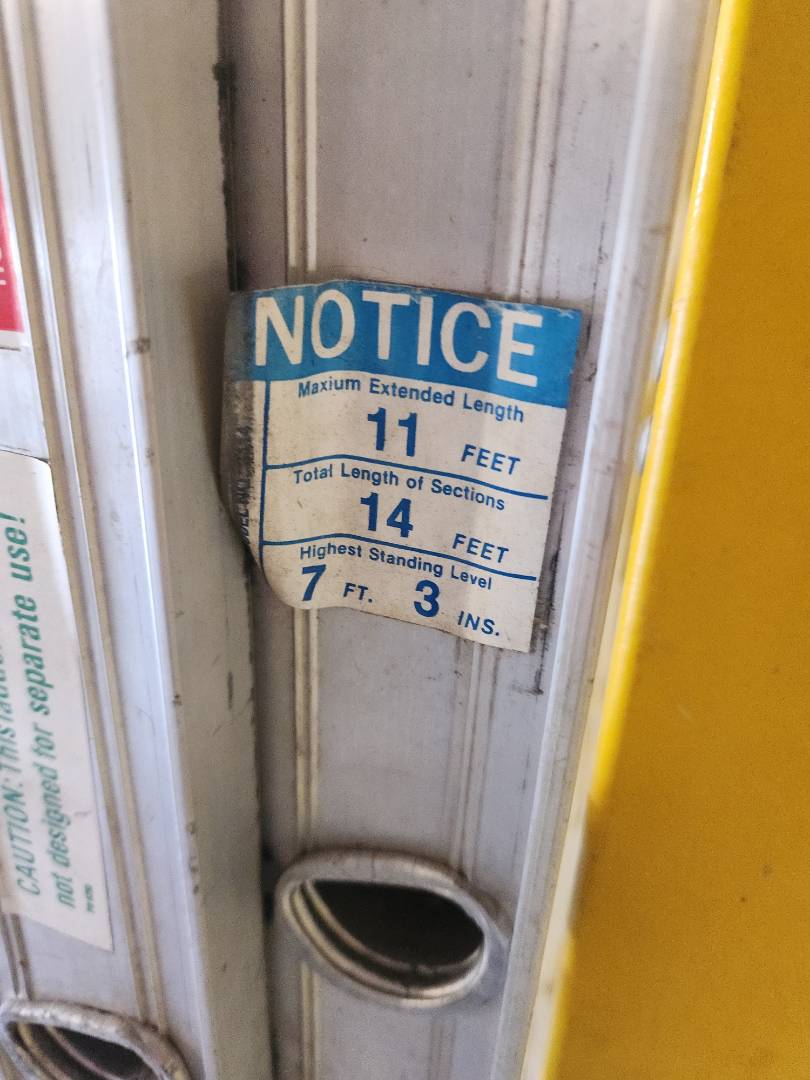 NOTICE
Maxium Extended Length
11 FEET
Total Length of Sections
14 FEET
Highest Standing Level
7 FT. 3 INS.
CAUTION: This
not designed for separate use!